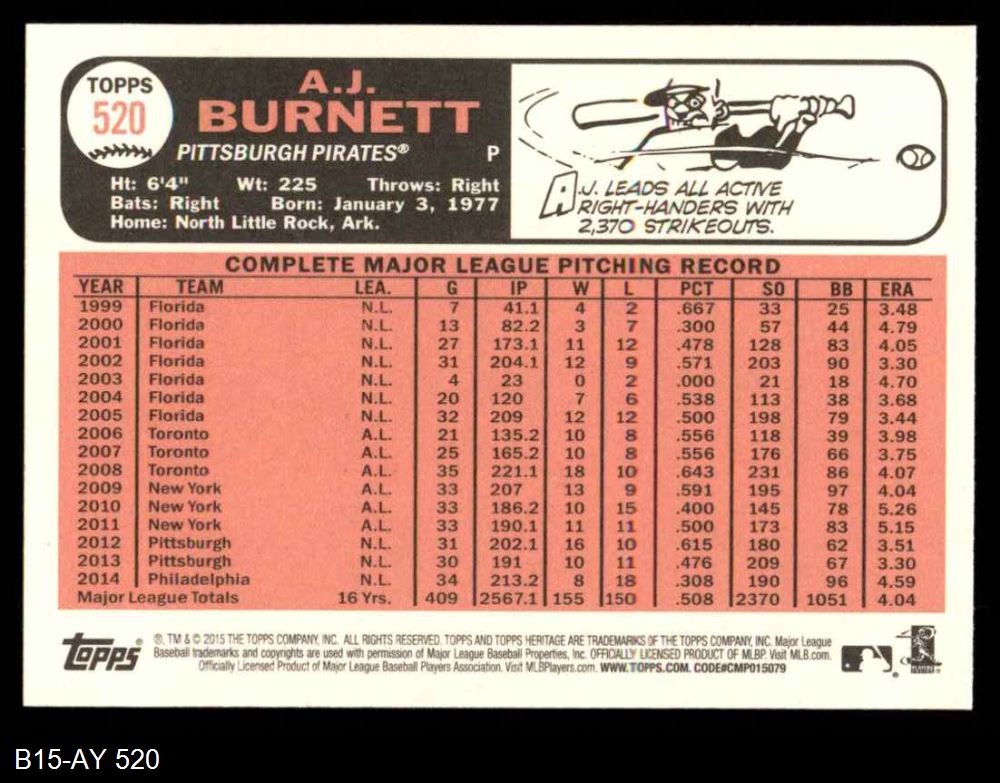 TOPPS
520
A.J.
BURNETT
PITTSBURGH PIRATES® P
Ht: 6'4" Wt: 225 Throws: Right
Bats: Right Born: January 3, 1977
Home: North Little Rock, Ark.
A.J. LEADS ALL ACTIVE
RIGHT-HANDERS WITH
2,370 STRIKEOUTS.
COMPLETE MAJOR LEAGUE PITCHING RECORD
YEAR TEAM LEA. G IP W L PCT SO BB ERA
1999 Florida N.L. 7 41.1 4 2 .667 33 25 3.48
2000 Florida N.L. 13 82.2 3 7 .300 57 44 4.79
2001 Florida N.L. 27 173.1 11 12 .478 128 83 4.05
2002 Florida N.L. 31 204.1 12 9 .571 203 90 3.30
2003 Florida N.L. 4 23 0 2 .000 21 18 4.70
2004 Florida N.L. 20 120 7 6 .538 113 38 3.68
2005 Florida N.L. 32 209 12 12 .500 198 79 3.44
2006 Toronto A.L. 21 135.2 10 8 .556 118 39 3.98
2007 Toronto A.L. 25 165.2 10 8 .556 176 66 3.75
2008 Toronto A.L. 35 221.1 18 10 .643 231 86 4.07
2009 New York A.L. 33 207 13 9 .591 195 97 4.04
2010 New York A.L. 33 186.2 10 15 .400 145 78 5.26
2011 New York A.L. 33 190.1 11 11 .500 173 83 5.15
2012 Pittsburgh N.L. 31 202.1 16 10 .615 180 62 3.51
2013 Pittsburgh N.L. 30 191 10 11 .476 209 67 3.30
2014 Philadelphia N.L. 34 213.2 8 18 .308 190 96 4.59
Major League Totals 16 Yrs. 409 2567.1 155 150 .508 2370 1051 4.04
Topps ®, TM & © 2015 THE TOPPS COMPANY, INC. ALL RIGHTS RESERVED. TOPPS AND TOPPS HERITAGE ARE TRADEMARKS OF THE TOPPS COMPANY, INC. Major League
Baseball trademarks and copyrights are used with permission of Major League Baseball Properties, Inc. OFFICIALLY LICENSED PRODUCT OF MLBP. Visit MLB.com.
Officially Licensed Product of Major League Baseball Players Association. Visit MLBPlayers.com. WWW.TOPPS.COM. CODE#CMP015079
B15-AY 520